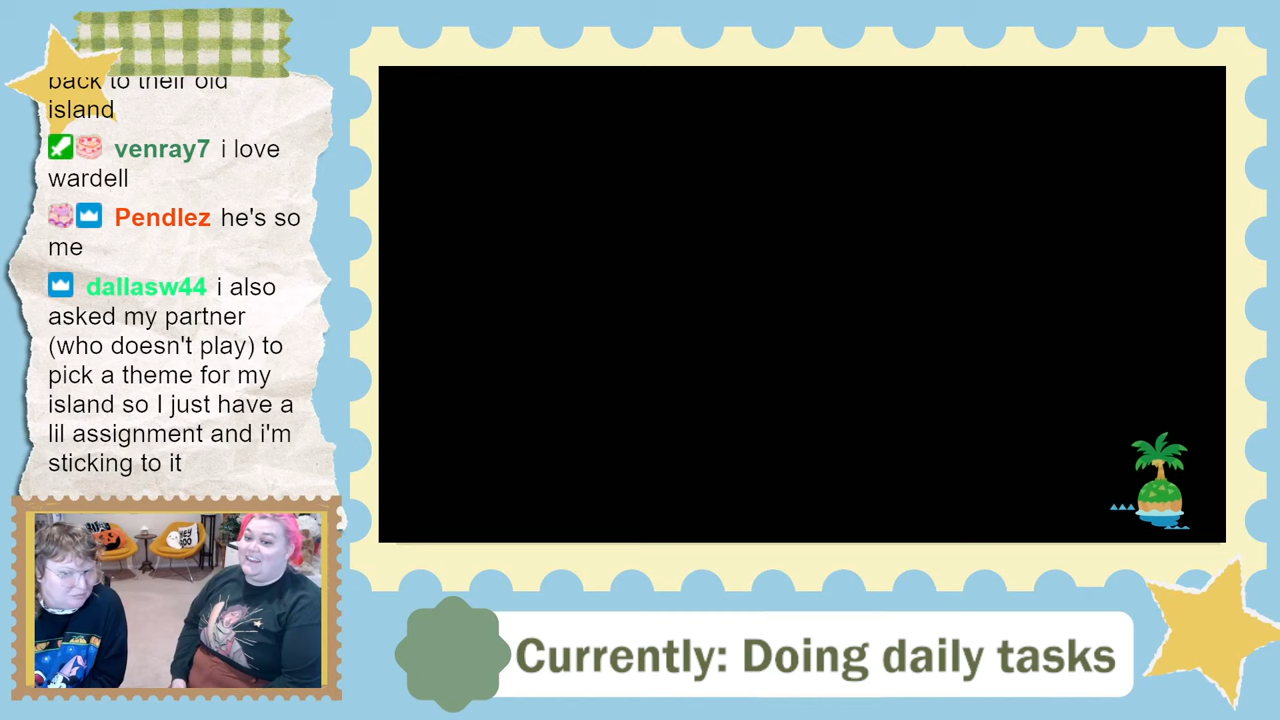 back to their old
island
venray7 i love
wardell
Pendlez he's so
me
dallasw44 i also
asked my partner
(who doesn't play) to
pick a theme for my
island so I just have a
lil assignment and i'm
sticking to it
HEY
BOO
Currently: Doing daily tasks